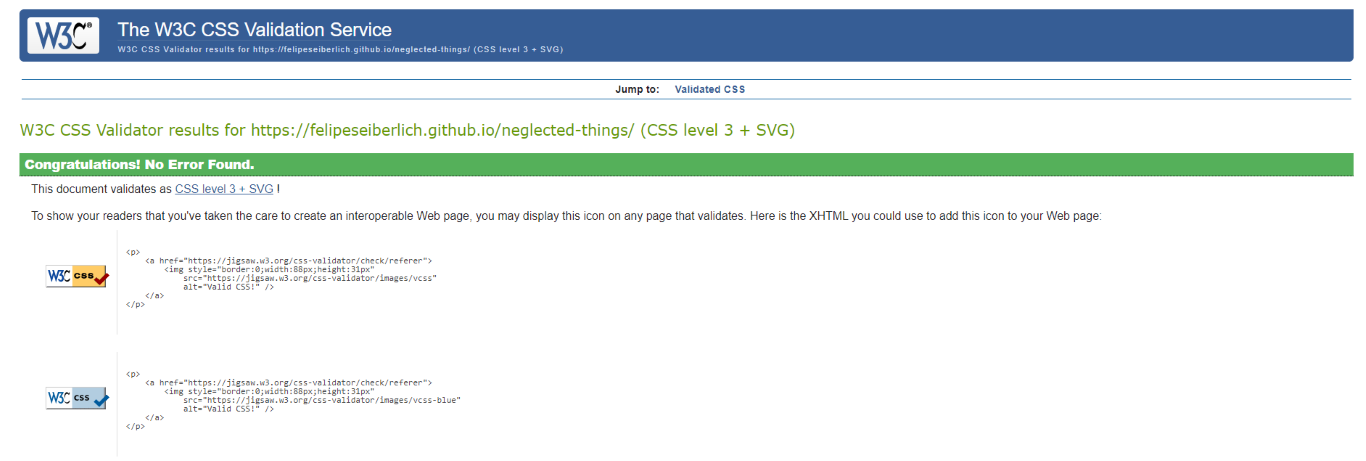 W3C® The W3C CSS Validation Service
W3C CSS Validator results for https://felipeseiberlich.github.io/neglected-things/ (CSS level 3 + SVG)
Jump to: Validated CSS
W3C CSS Validator results for https://felipeseiberlich.github.io/neglected-things/ (CSS level 3 + SVG)
Congratulations! No Error Found.
This document validates as CSS level 3 + SVG !
To show your readers that you've taken the care to create an interoperable Web page, you may display this icon on any page that validates. Here is the XHTML you could use to add this icon to your Web page:
W3C css
<p>
<a href="https://jigsaw.w3.org/css-validator/check/referer">
<img style="border:0;width:88px;height:31px"
src="https://jigsaw.w3.org/css-validator/images/vcss"
alt="Valid CSS!" />
</a>
</p>
W3C css
<p>
<a href="https://jigsaw.w3.org/css-validator/check/referer">
<img style="border:0;width:88px;height:31px"
src="https://jigsaw.w3.org/css-validator/images/vcss-blue"
alt="Valid CSS!" />
</a>
</p>